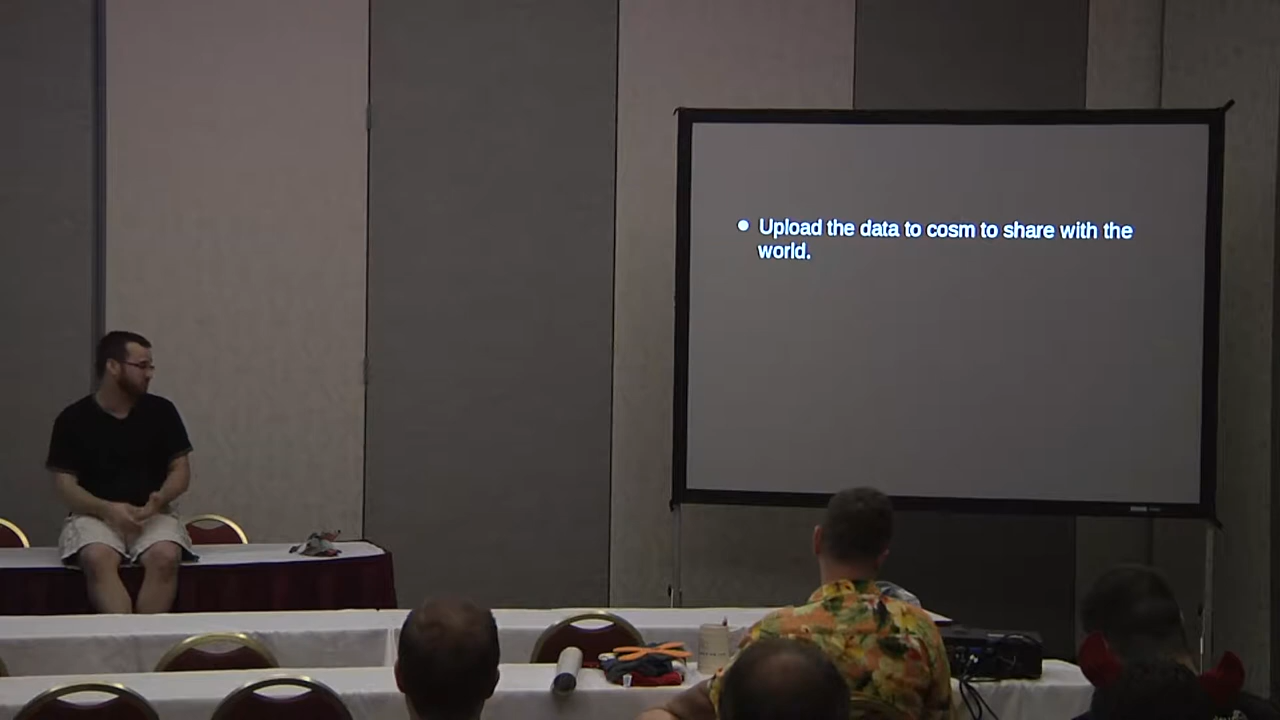 Upload the data to cosm to share with the
world.